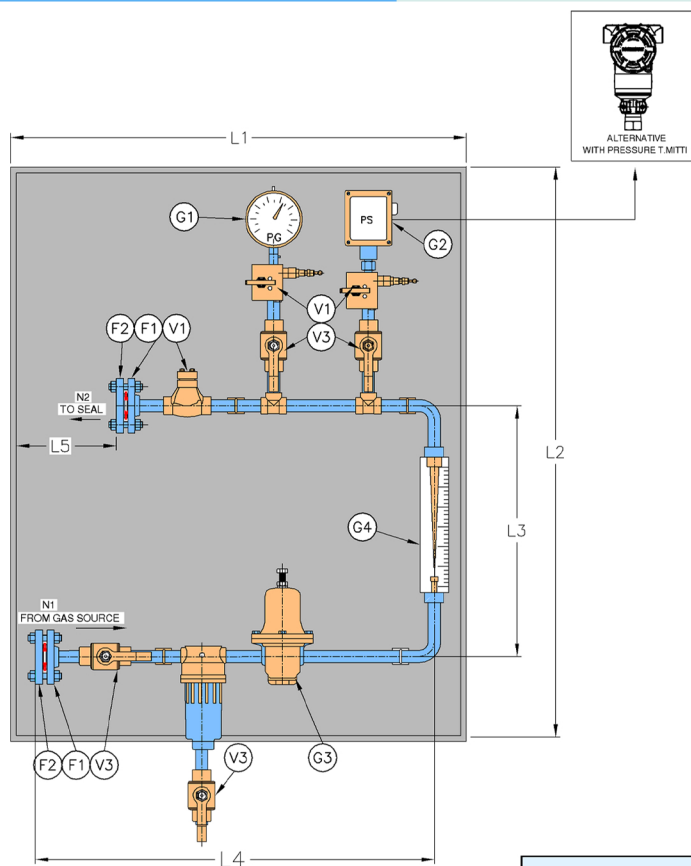 ALTERNATIVE
WITH PRESSURE T.MITTI
L1
G1
PG
PS
G2
V1
V3
F2 F1 V1
N2
TO SEAL
L5
L2
L3
G4
N1
FROM GAS SOURCE
F2 F1 V3
V3
G3
L4